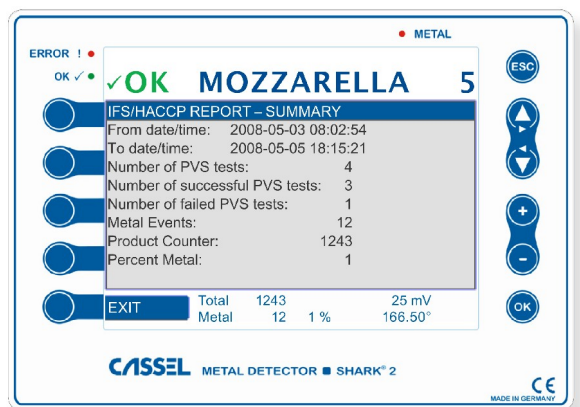 METAL
ERROR !
OK ✓
ESC
✓OK MOZZARELLA 5
IFS/HACCP REPORT – SUMMARY
From date/time: 2008-05-03 08:02:54
To date/time: 2008-05-05 18:15:21
Number of PVS tests: 4
Number of successful PVS tests: 3
Number of failed PVS tests: 1
Metal Events: 12
Product Counter: 1243
Percent Metal: 1
+
-
EXIT
Total 1243 25 mV
Metal 12 1 % 166.50°
OK
CASSEL METAL DETECTOR ■ SHARK® 2
CE
MADE IN GERMANY